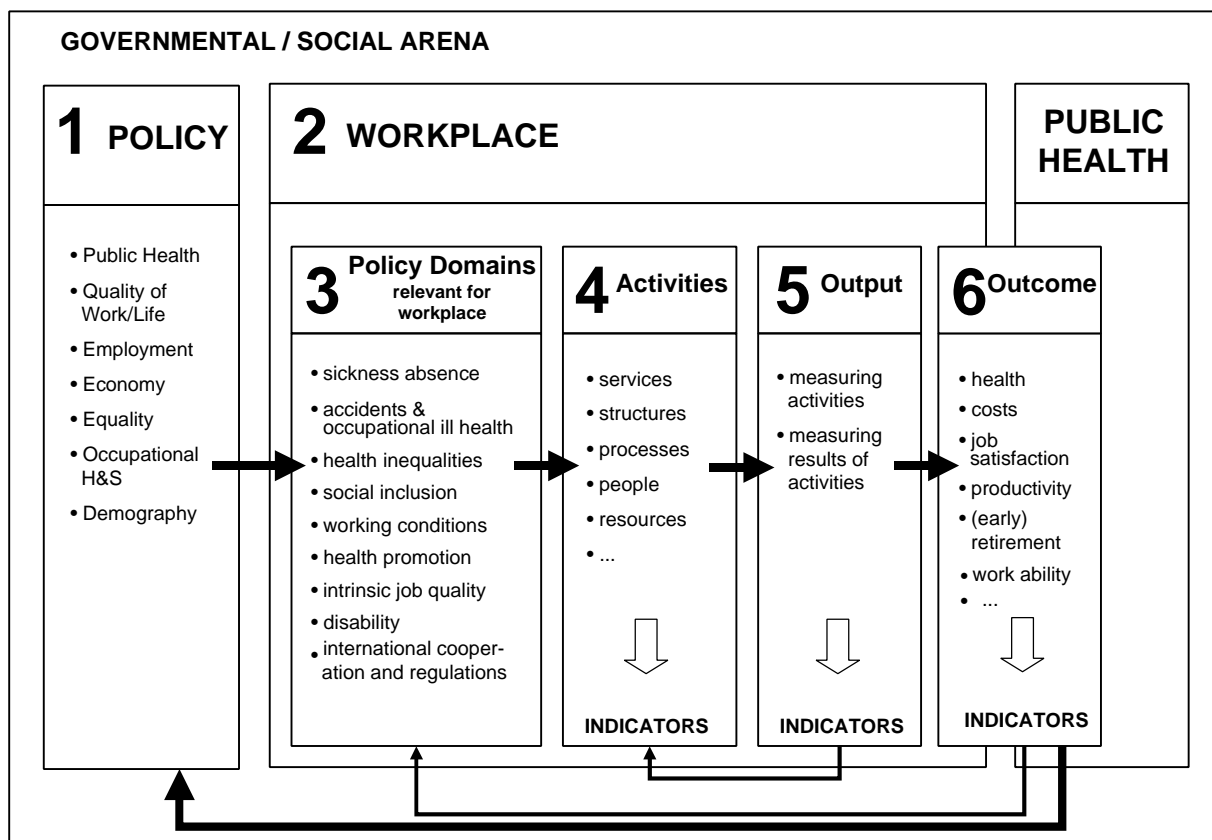 GOVERNMENTAL / SOCIAL ARENA
1 POLICY
• Public Health
• Quality of
Work/Life
• Employment
• Economy
• Equality
• Occupational
H&S
• Demography
2 WORKPLACE
PUBLIC
HEALTH
3 Policy Domains
relevant for
workplace
• sickness absence
• accidents &
occupational ill health
• health inequalities
• social inclusion
• working conditions
• health promotion
• intrinsic job quality
• disability
• international cooper-
ation and regulations
4 Activities
• services
• structures
• processes
• people
• resources
• ...
INDICATORS
5 Output
• measuring
activities
• measuring
results of
activities
INDICATORS
6 Outcome
• health
• costs
• job
satisfaction
• productivity
• (early)
retirement
• work ability
• ...
INDICATORS